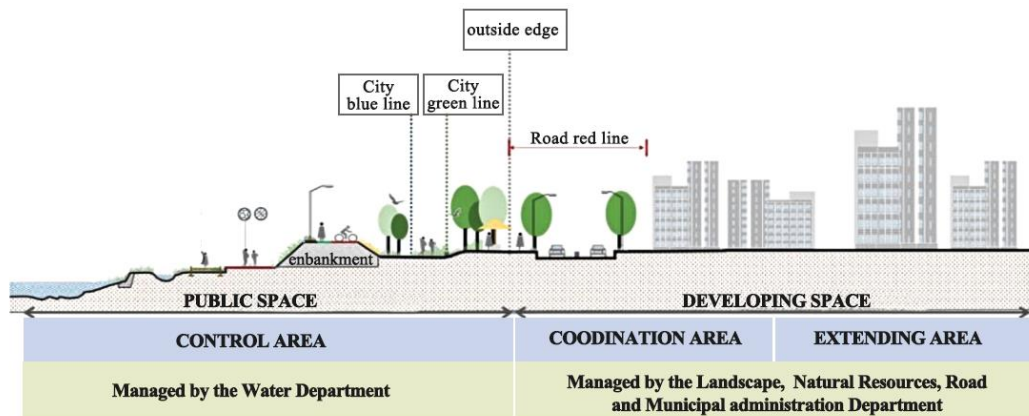 outside edge
City
blue line
City
green line
Road red line
enbankment
PUBLIC SPACE
DEVELOPING SPACE
CONTROL AREA
COODINATION AREA
EXTENDING AREA
Managed by the Water Department
Managed by the Landscape, Natural Resources, Road
and Municipal administration Department